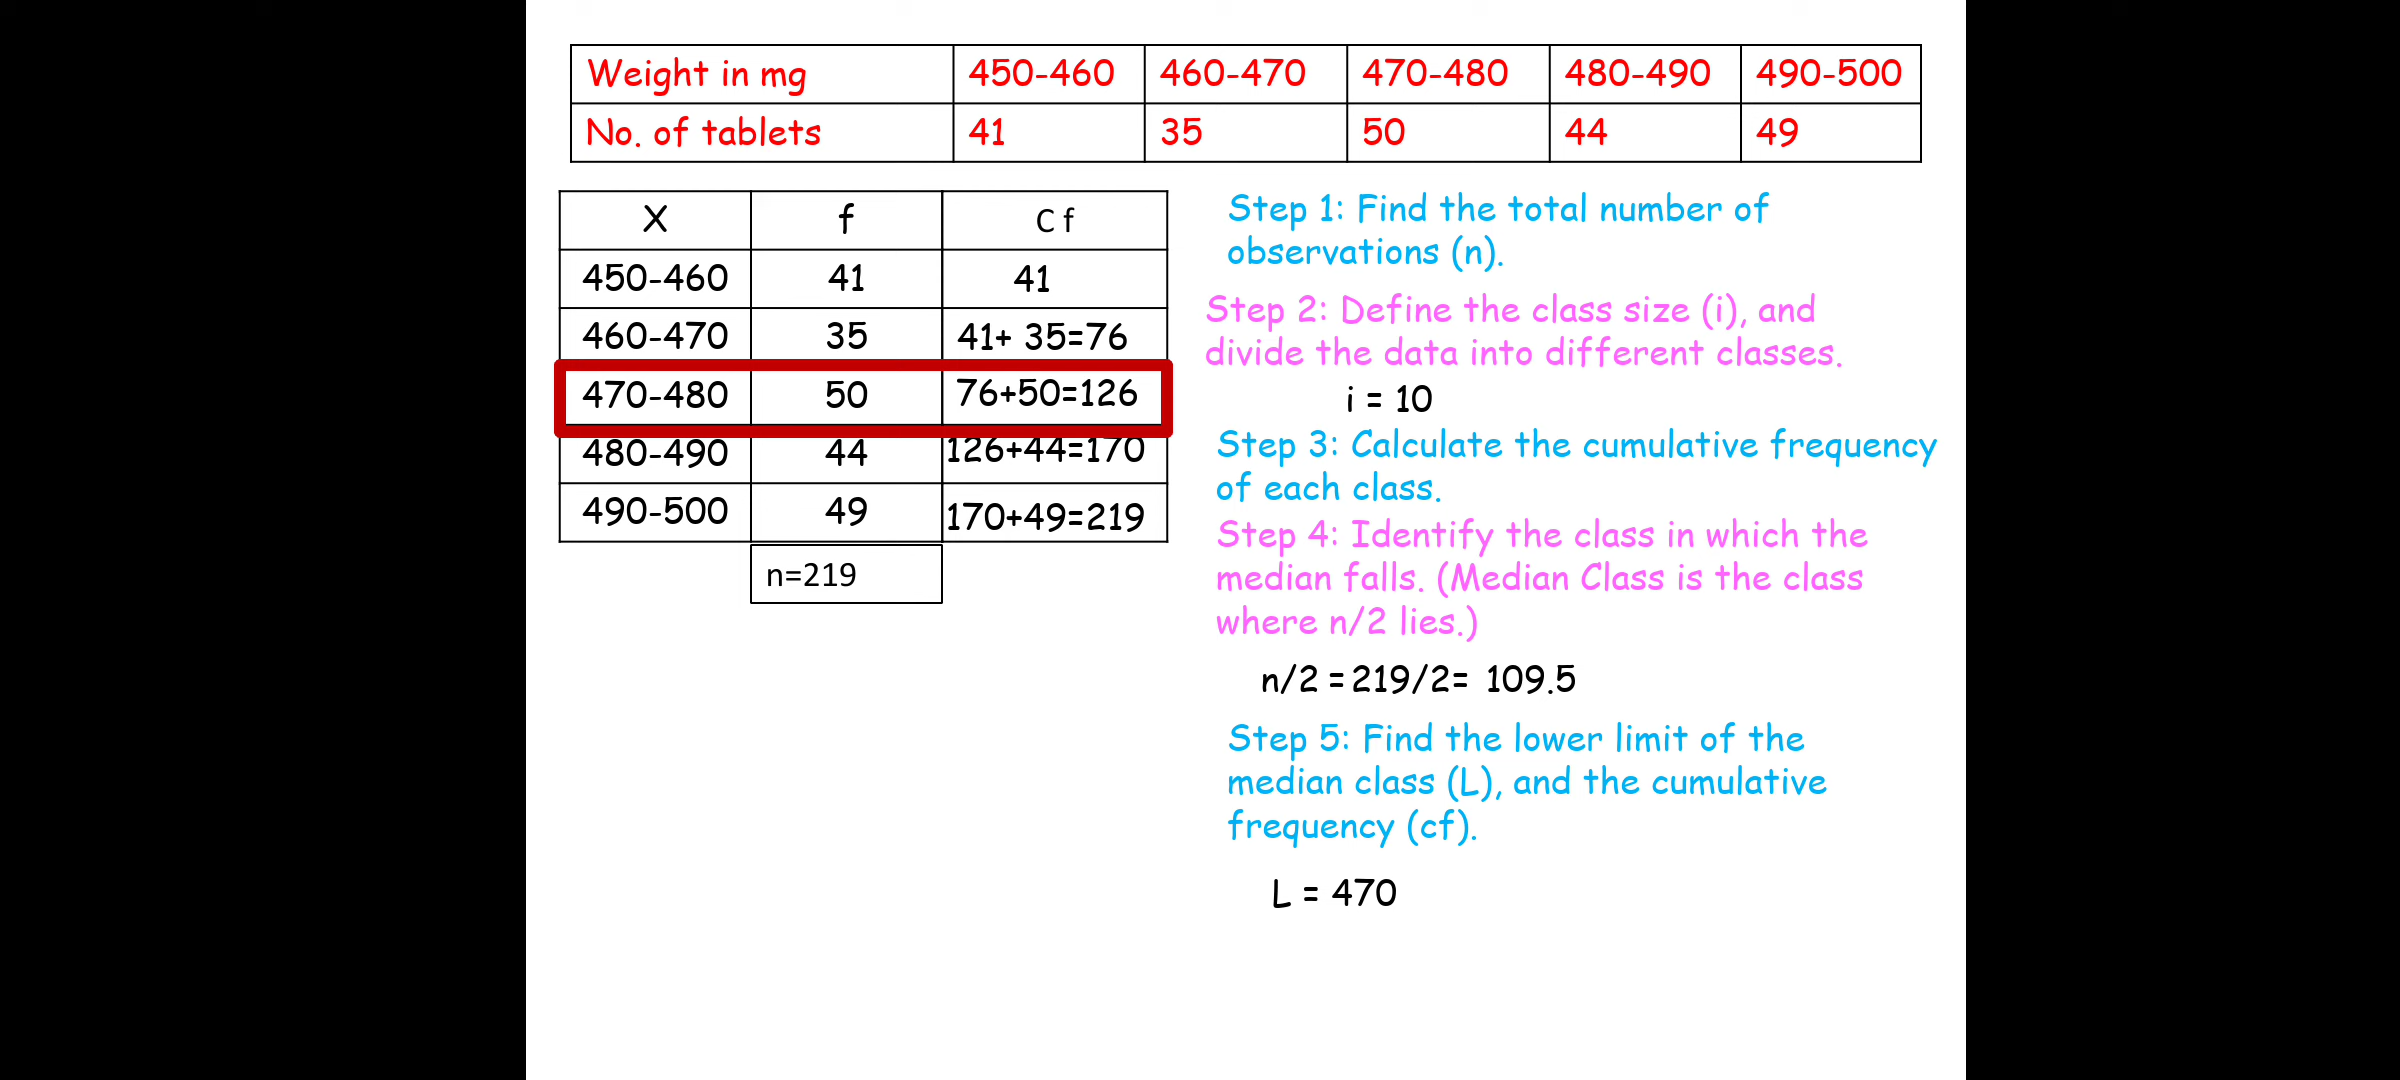 Weight in mg 450-460 460-470 470-480 480-490 490-500
No. of tablets 41 35 50 44 49
X f C f
450-460 41 41
460-470 35 41+ 35=76
470-480 50 76+50=126
480-490 44 126+44=170
490-500 49 170+49=219
n=219
Step 1: Find the total number of
observations (n).
Step 2: Define the class size (i), and
divide the data into different classes.
i = 10
Step 3: Calculate the cumulative frequency
of each class.
Step 4: Identify the class in which the
median falls. (Median Class is the class
where n/2 lies.)
n/2 = 219/2= 109.5
Step 5: Find the lower limit of the
median class (L), and the cumulative
frequency (cf).
L = 470